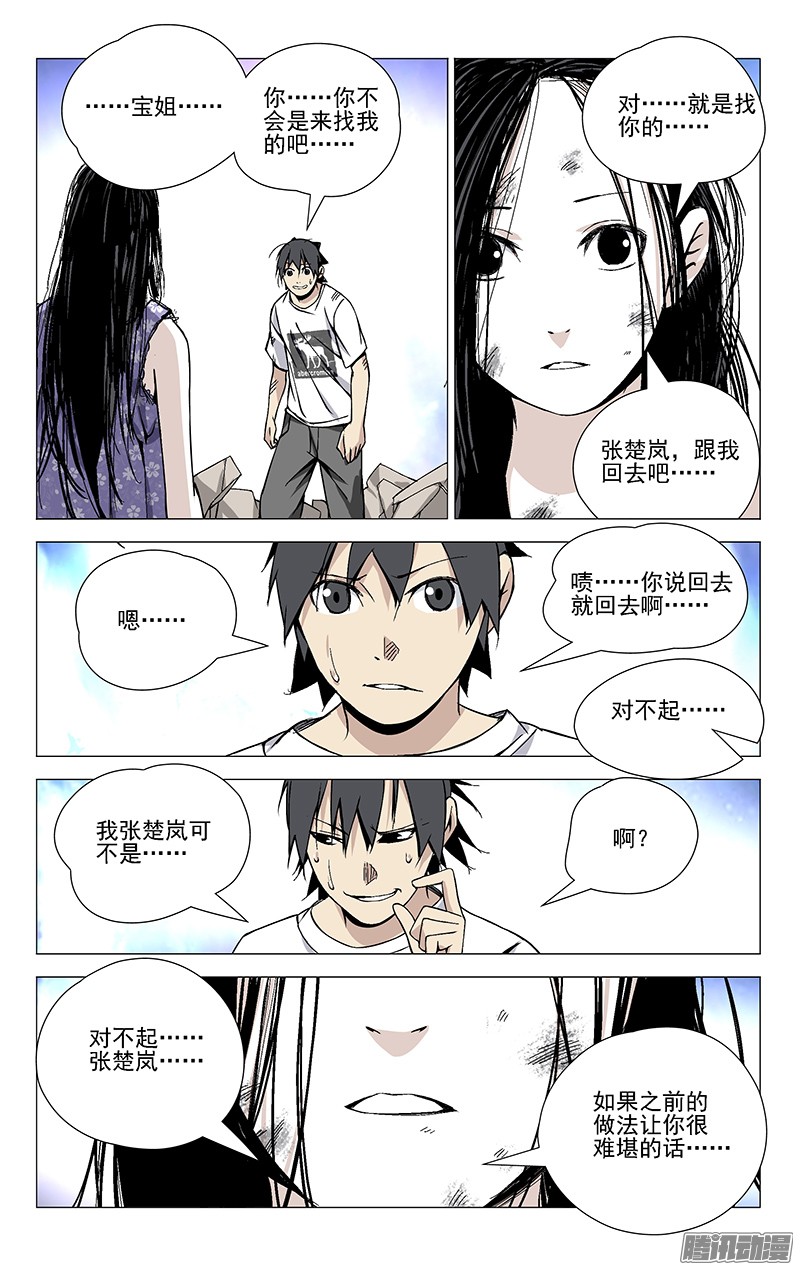 ……宝姐……
你……你不
会是来找我
的吧……
abercrombie
对……就是找
你的……
张楚岚，跟我
回去吧……
嗯……
啧……你说回去
就回去啊……
对不起……
我张楚岚可
不是……
啊？
对不起……
张楚岚……
如果之前的
做法让你很
难堪的话……
腾讯动漫